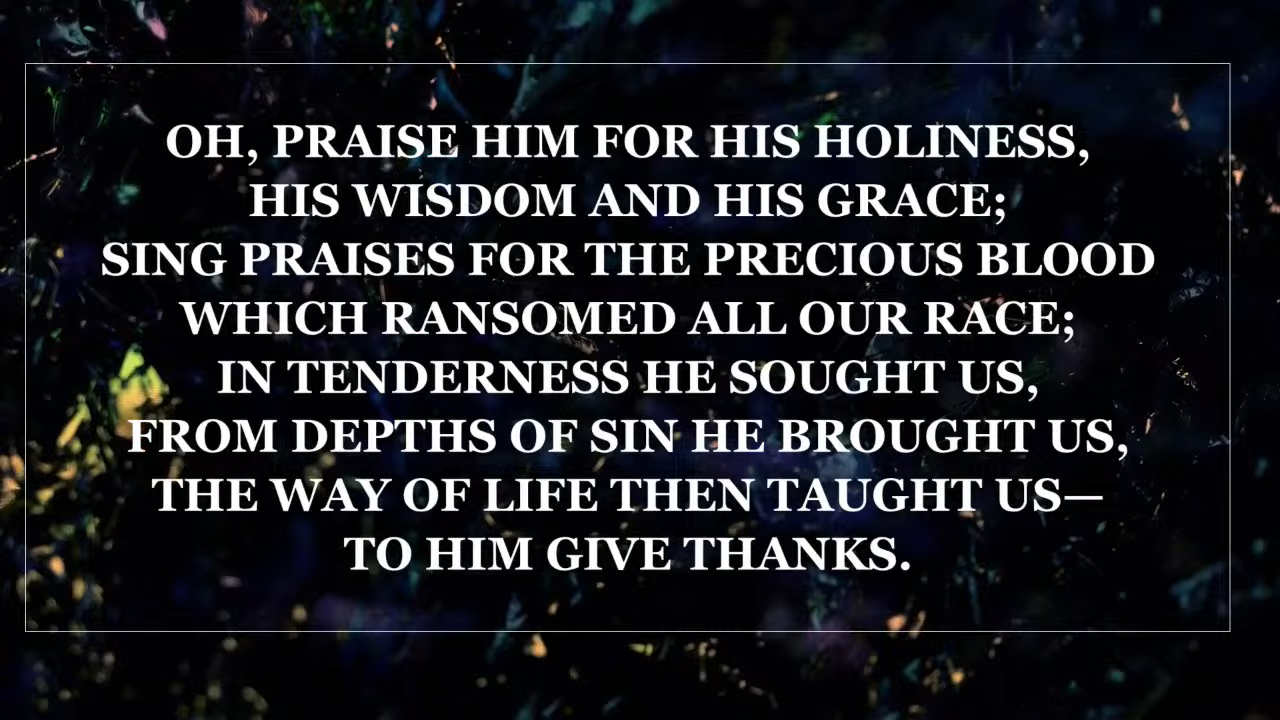 OH, PRAISE HIM FOR HIS HOLINESS,
HIS WISDOM AND HIS GRACE;
SING PRAISES FOR THE PRECIOUS BLOOD
WHICH RANSOMED ALL OUR RACE;
IN TENDERNESS HE SOUGHT US,
FROM DEPTHS OF SIN HE BROUGHT US,
THE WAY OF LIFE THEN TAUGHT US—
TO HIM GIVE THANKS.